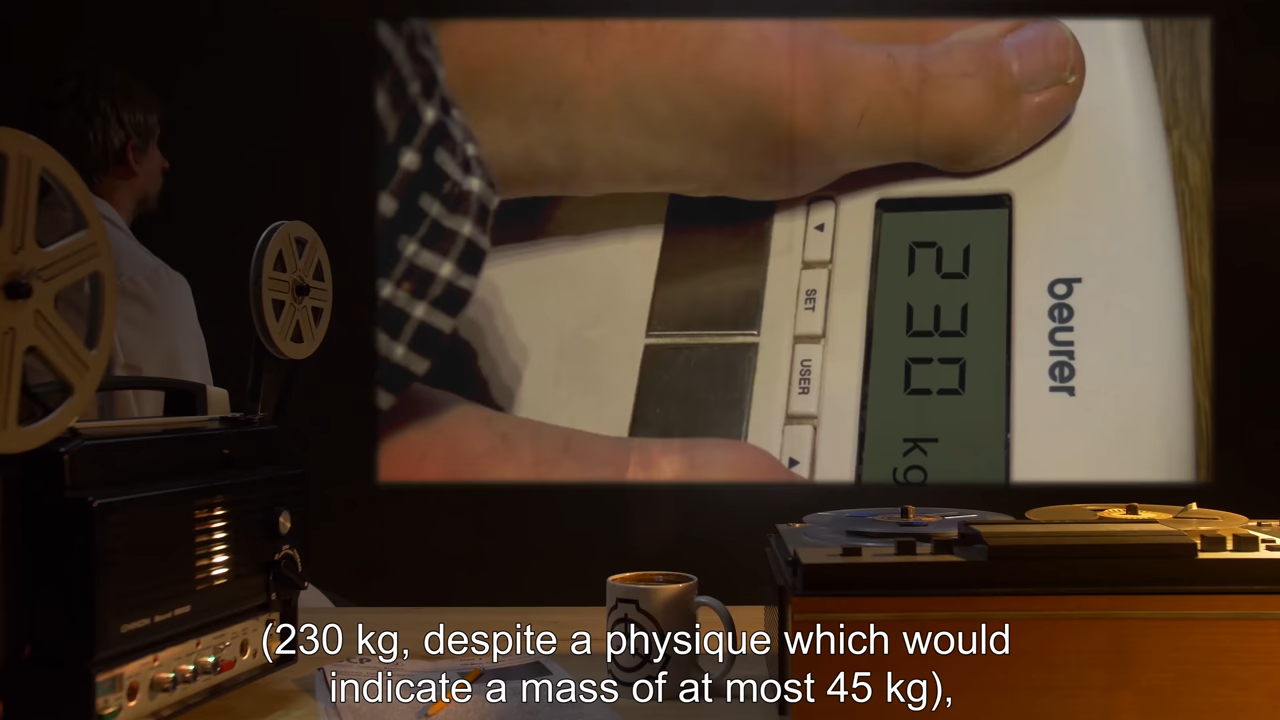 230 kg
beurer
SET
USER
(230 kg, despite a physique which would
indicate a mass of at most 45 kg),